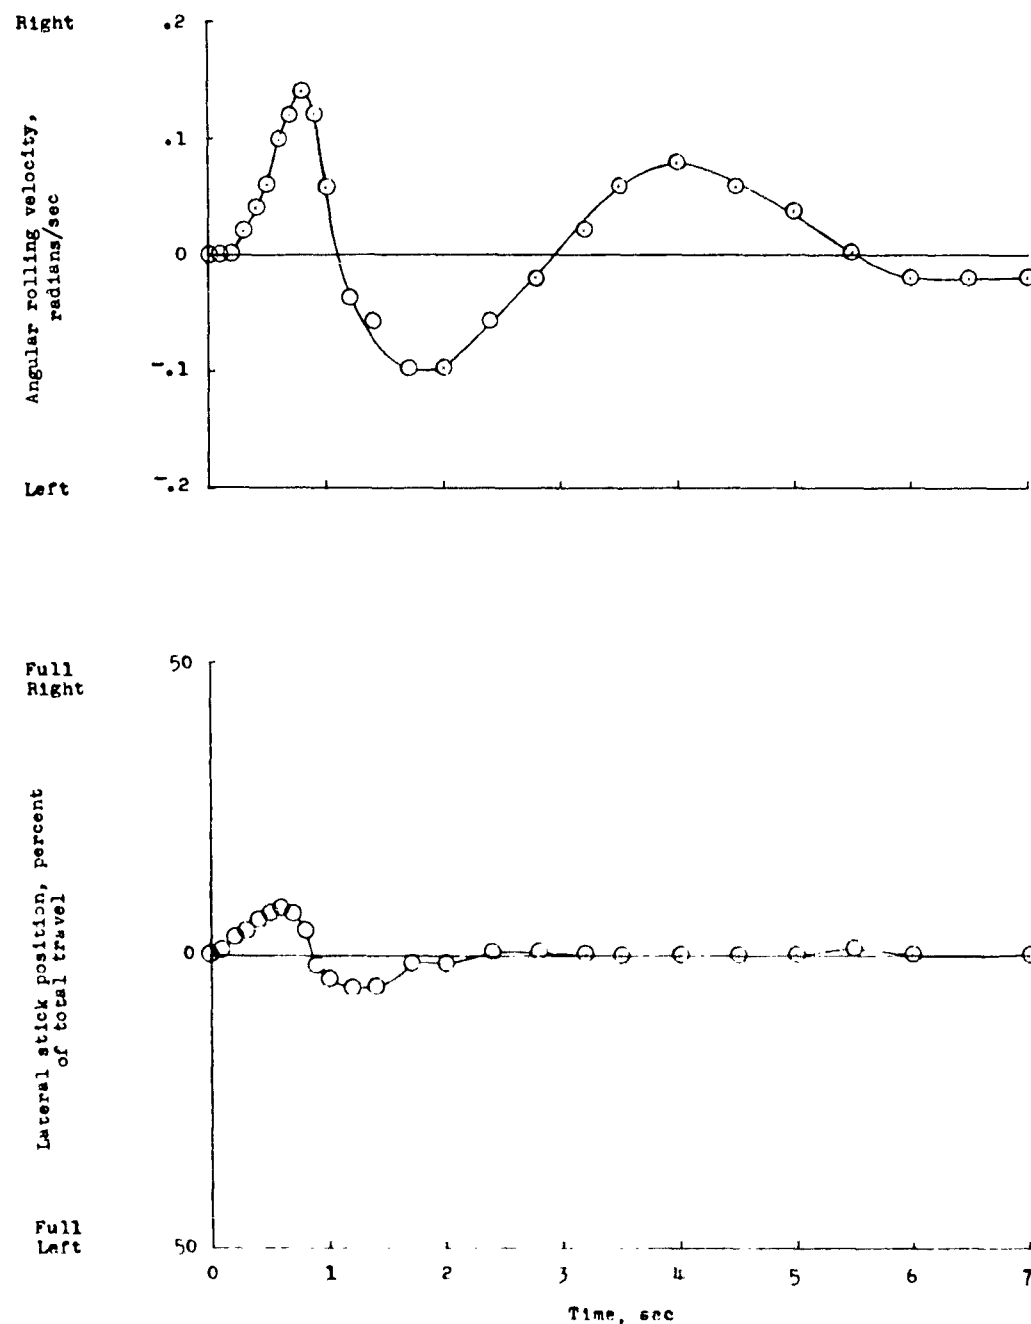 Right
.2
.1
0
-.1
-.2
Left
Angular rolling velocity,
radians/sec
Full
Right
50
0
Full
Left
50
Lateral stick position, percent
of total travel
0 1 2 3 4 5 6 7
Time, sec